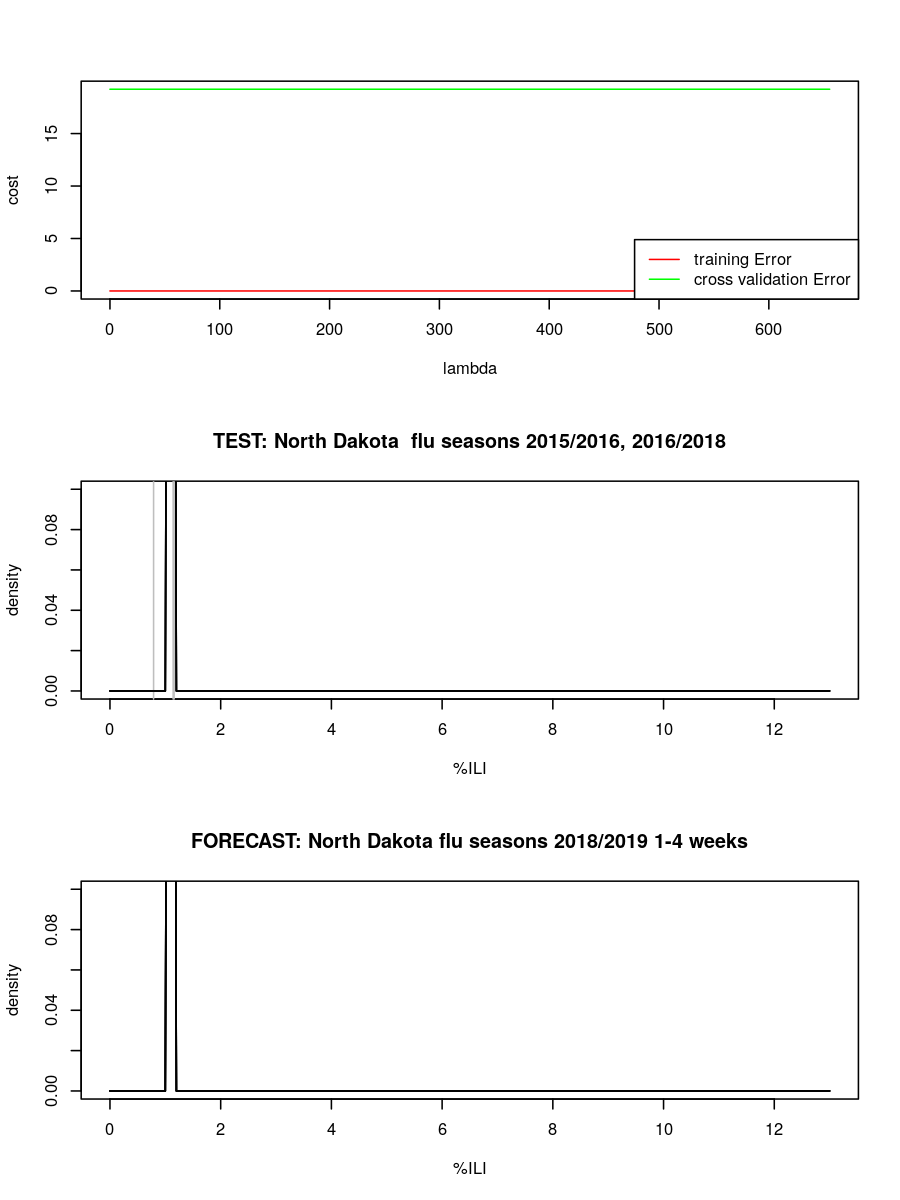 15
10
5
0
cost
training Error
cross validation Error
0 100 200 300 400 500 600
lambda
TEST: North Dakota  flu seasons 2015/2016, 2016/2018
0.08
0.04
0.00
density
0 2 4 6 8 10 12
%ILI
FORECAST: North Dakota flu seasons 2018/2019 1-4 weeks
0.08
0.04
0.00
density
0 2 4 6 8 10 12
%ILI